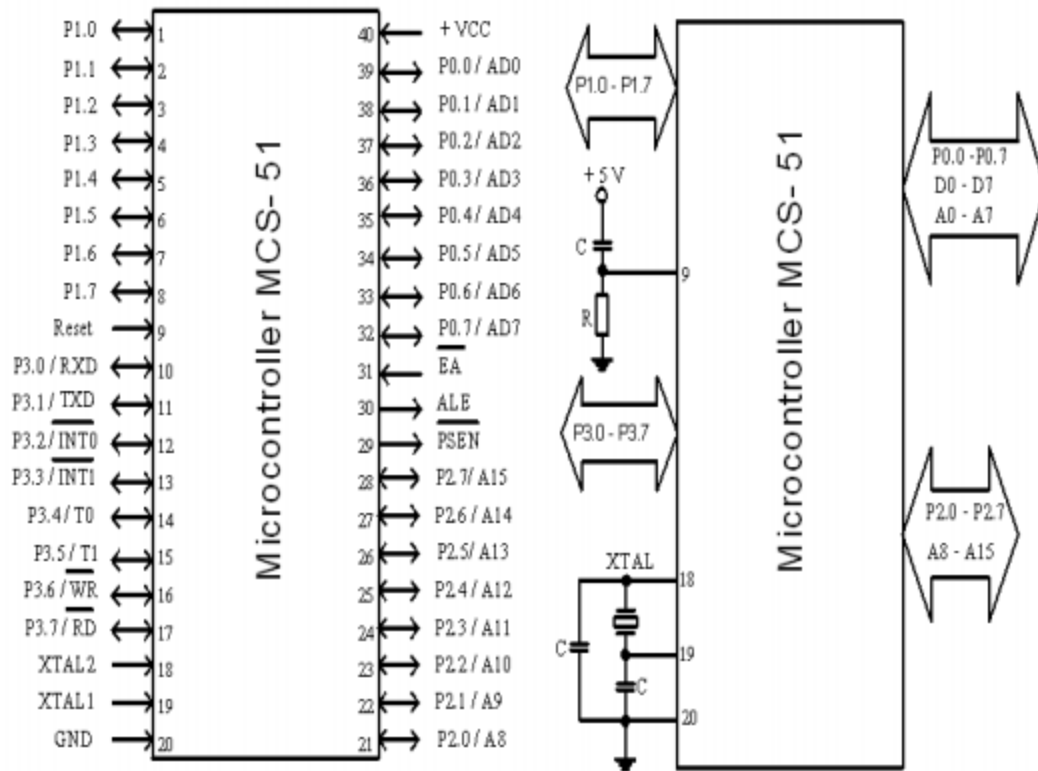 P1.0
1
P1.1
2
P1.2
3
P1.3
4
P1.4
5
P1.5
6
P1.6
7
P1.7
8
Reset
9
P3.0 / RXD
10
P3.1 / TXD
11
P3.2 / INT0
12
P3.3 / INT1
13
P3.4 / T0
14
P3.5 / T1
15
P3.6 / WR
16
P3.7 / RD
17
XTAL2
18
XTAL1
19
GND
20
Microcontroller MCS- 51
40
+ VCC
39
P0.0 / AD0
38
P0.1 / AD1
37
P0.2 / AD2
36
P0.3 / AD3
35
P0.4 / AD4
34
P0.5 / AD5
33
P0.6 / AD6
32
P0.7 / AD7
31
EA
30
ALE
29
PSEN
28
P2.7 / A15
27
P2.6 / A14
26
P2.5 / A13
25
P2.4 / A12
24
P2.3 / A11
23
P2.2 / A10
22
P2.1 / A9
21
P2.0 / A8
P1.0 - P1.7
+ 5 V
C
9
R
P3.0 - P3.7
XTAL
18
C
19
C
20
Microcontroller MCS- 51
P0.0 - P0.7
D0 - D7
A0 - A7
P2.0 - P2.7
A8 - A15